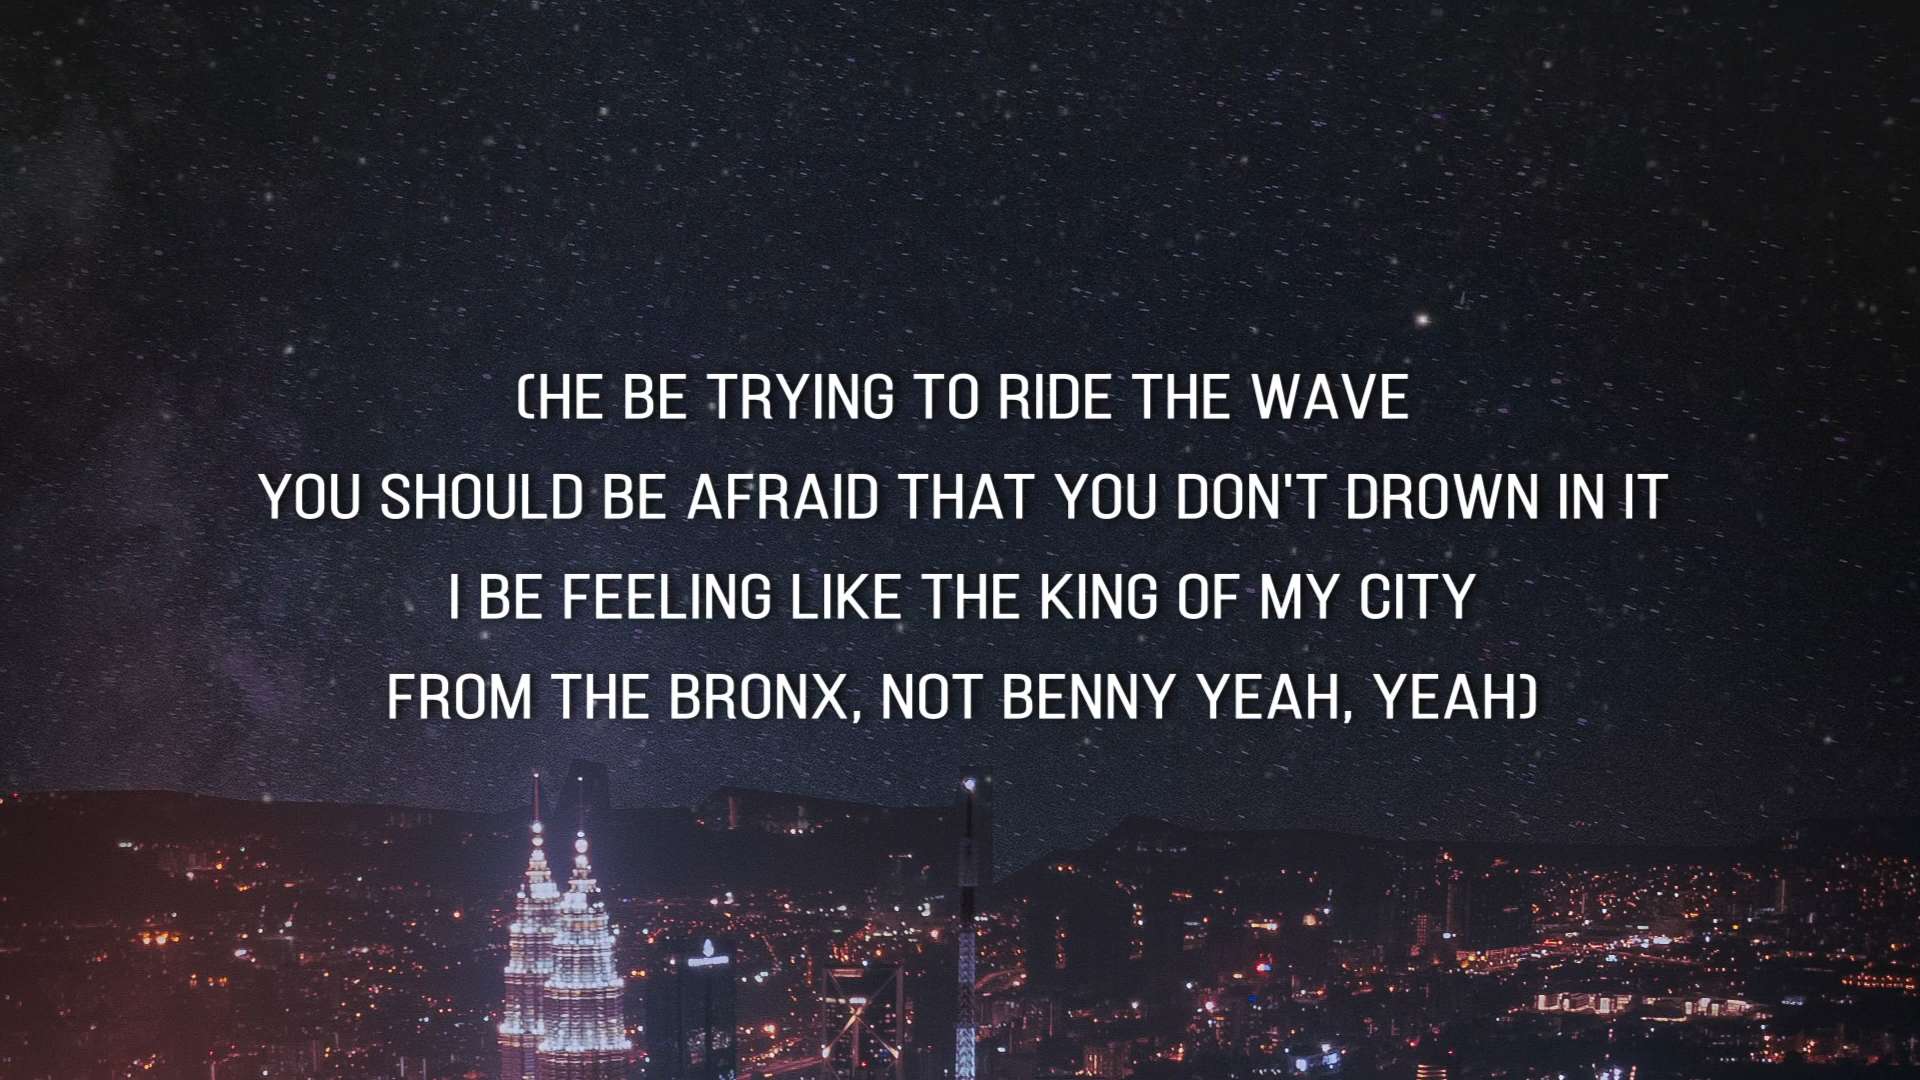 (HE BE TRYING TO RIDE THE WAVE
YOU SHOULD BE AFRAID THAT YOU DON'T DROWN IN IT
I BE FEELING LIKE THE KING OF MY CITY
FROM THE BRONX, NOT BENNY YEAH, YEAH)